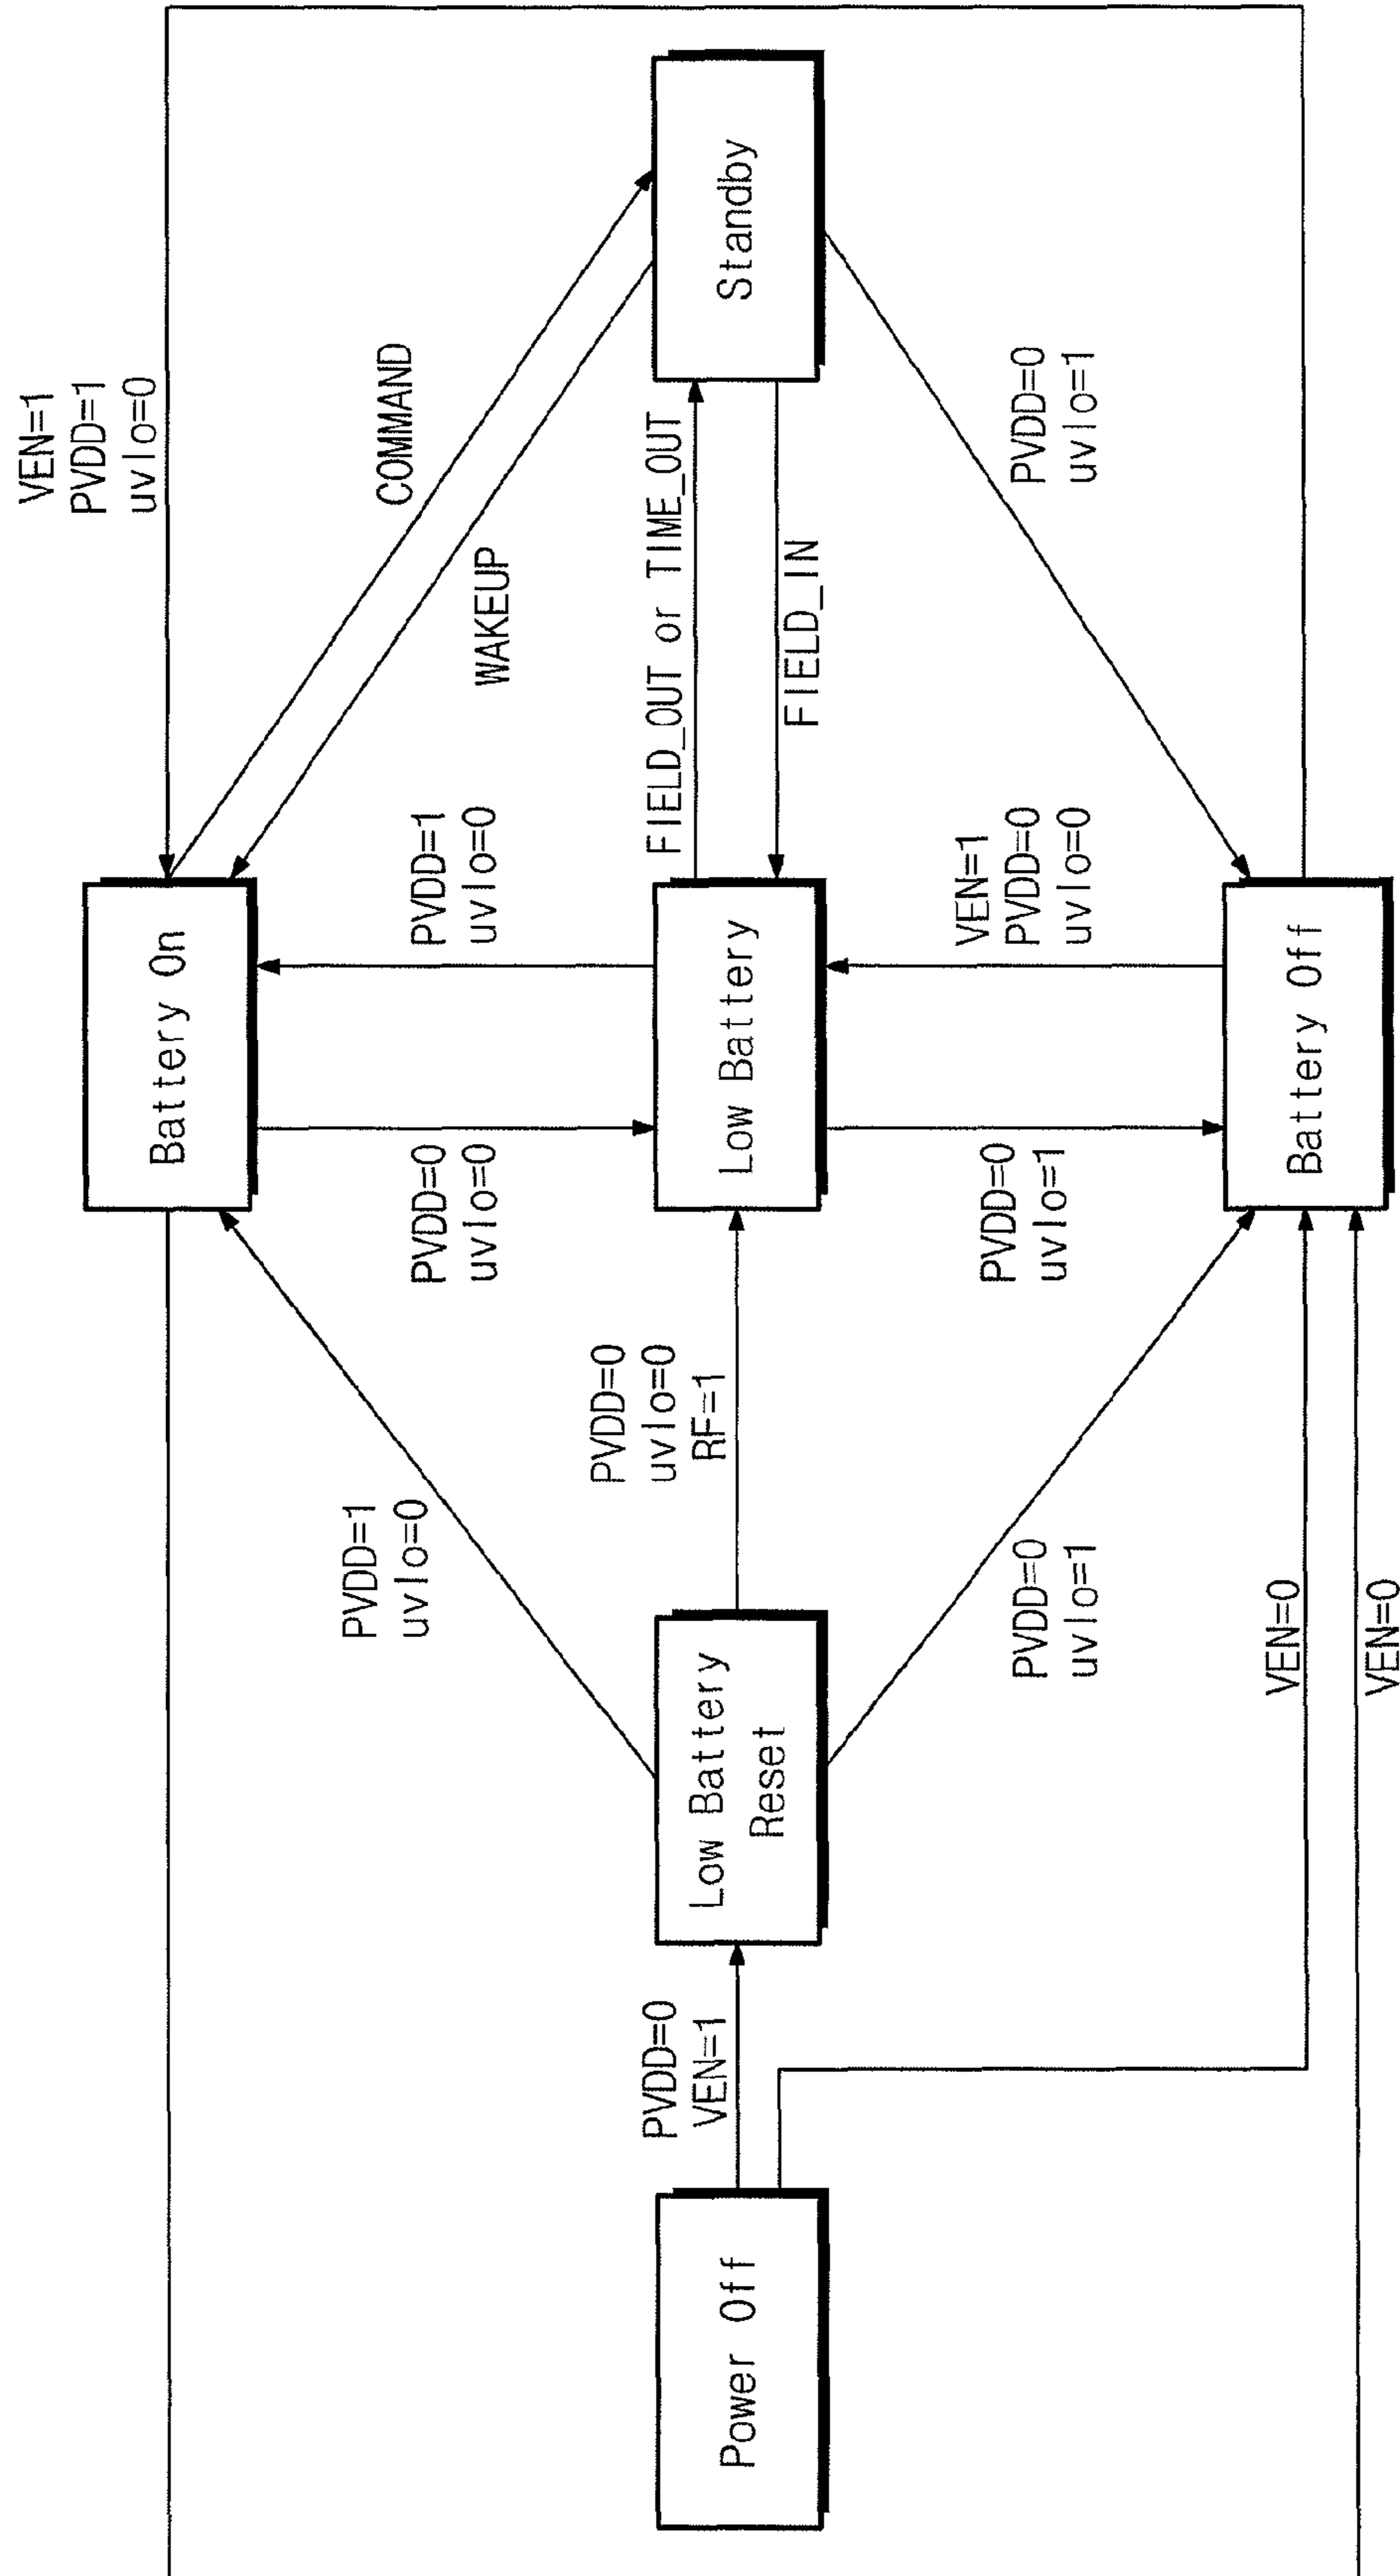 VEN=1
PVDD=1
uvlo=0
Battery On
COMMAND
WAKEUP
PVDD=1
uvlo=0
PVDD=0
uvlo=0
PVDD=1
uvlo=0
Power Off
PVDD=0
VEN=1
Low Battery
Reset
PVDD=0
uvlo=0
RF=1
Low Battery
FIELD_OUT or TIME_OUT
FIELD_IN
Standby
PVDD=0
uvlo=1
PVDD=0
uvlo=1
VEN=1
PVDD=0
uvlo=0
PVDD=0
uvlo=1
VEN=0
Battery Off
VEN=0